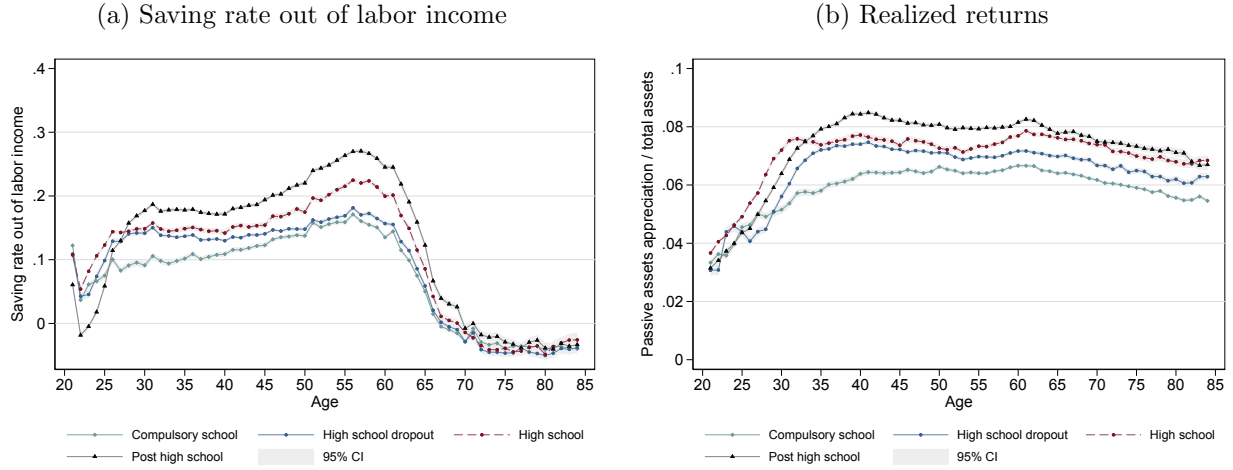 (a) Saving rate out of labor income
Saving rate out of labor income
.4
.3
.2
.1
0
20 25 30 35 40 45 50 55 60 65 70 75 80 85
Age
Compulsory school High school dropout High school
Post high school 95% CI
(b) Realized returns
Passive assets appreciation / total assets
.1
.08
.06
.04
.02
0
20 25 30 35 40 45 50 55 60 65 70 75 80 85
Age
Compulsory school High school dropout High school
Post high school 95% CI